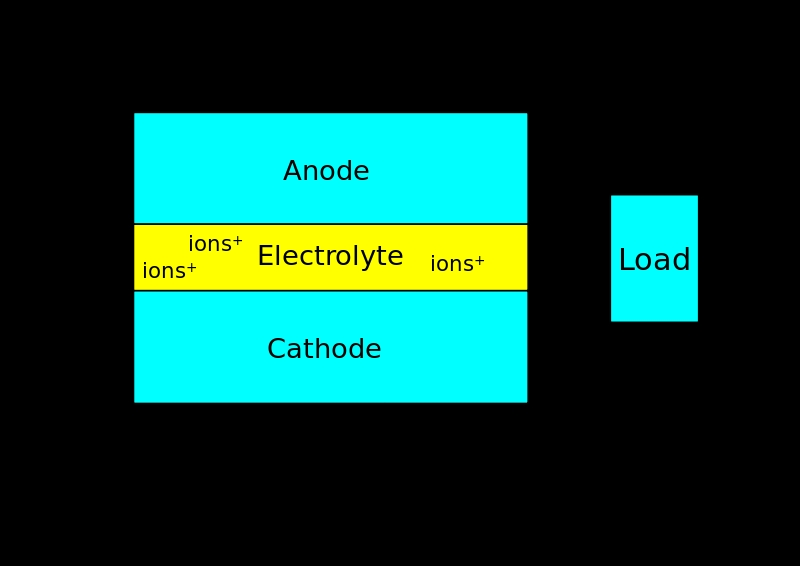 Anode
ions⁺
Electrolyte
ions⁺
ions⁺
Cathode
Load